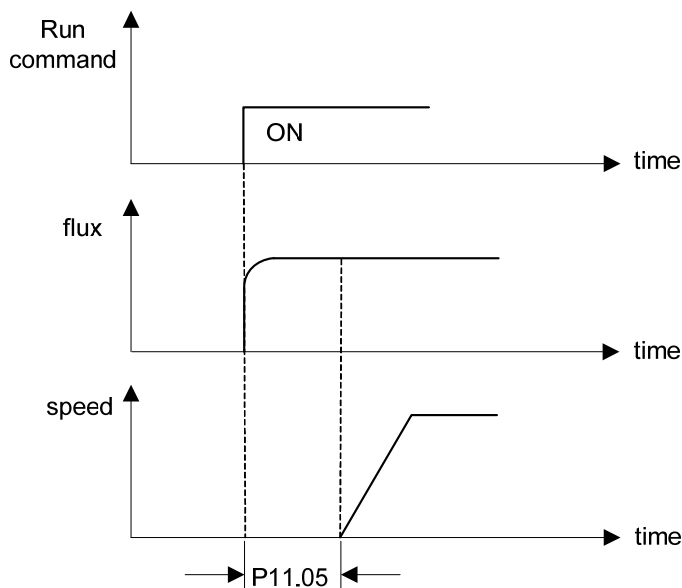 Run
command
ON
time
flux
time
speed
time
P11.05